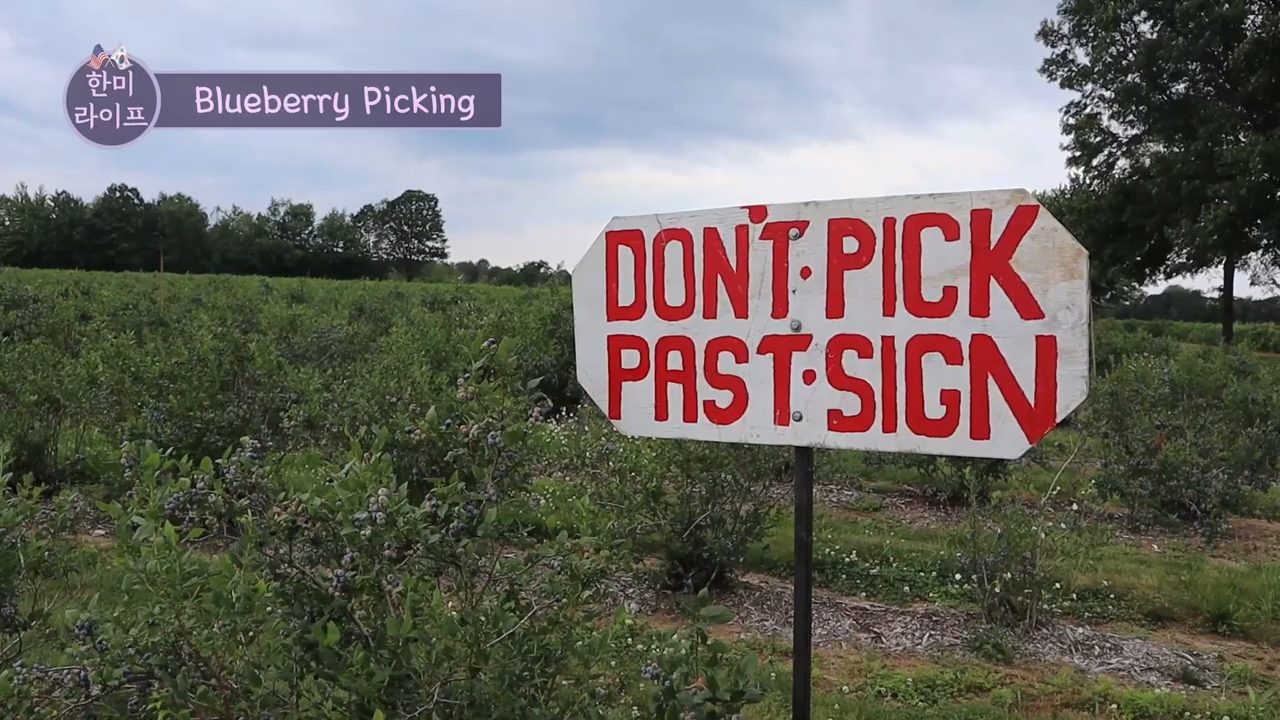 한미
라이프
Blueberry Picking
DON'T·PICK
PAST·SIGN